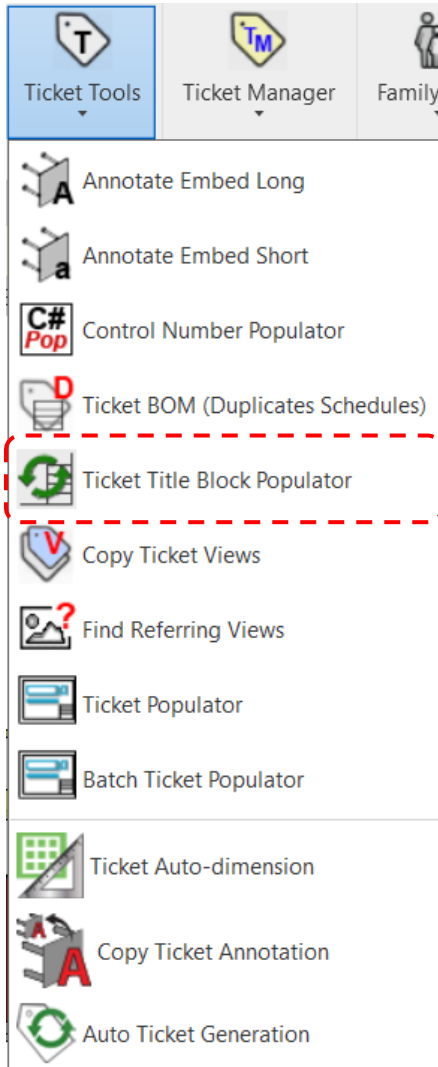 T
TM
Ticket Tools
Ticket Manager
Family
A
Annotate Embed Long
a
Annotate Embed Short
C#
Pop
Control Number Populator
D
Ticket BOM (Duplicates Schedules)
Ticket Title Block Populator
V
Copy Ticket Views
?
Find Referring Views
Ticket Populator
Batch Ticket Populator
Ticket Auto-dimension
A
A
Copy Ticket Annotation
Auto Ticket Generation